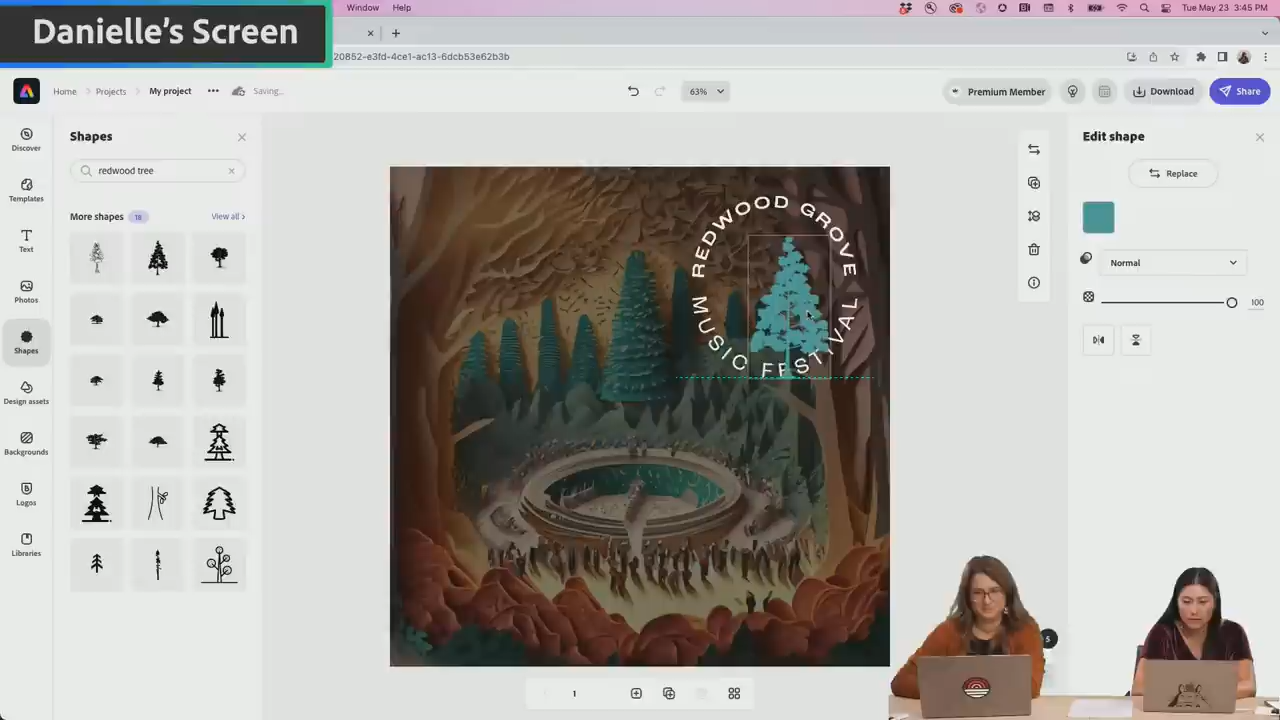 Danielle's Screen
Window Help
Tue May 23 3:45 PM
20852-e3fd-4ce1-ac13-6dcb53e62b3b
Home Projects My project Saving..
63%
Premium Member
Download
Share
Discover
Templates
Text
Photos
Shapes
Design assets
Backgrounds
Logos
Libraries
Shapes
redwood tree
More shapes 18 View all
REDWOOD GROVE
MUSIC FESTIVAL
1
Edit shape
Replace
Normal
100
5